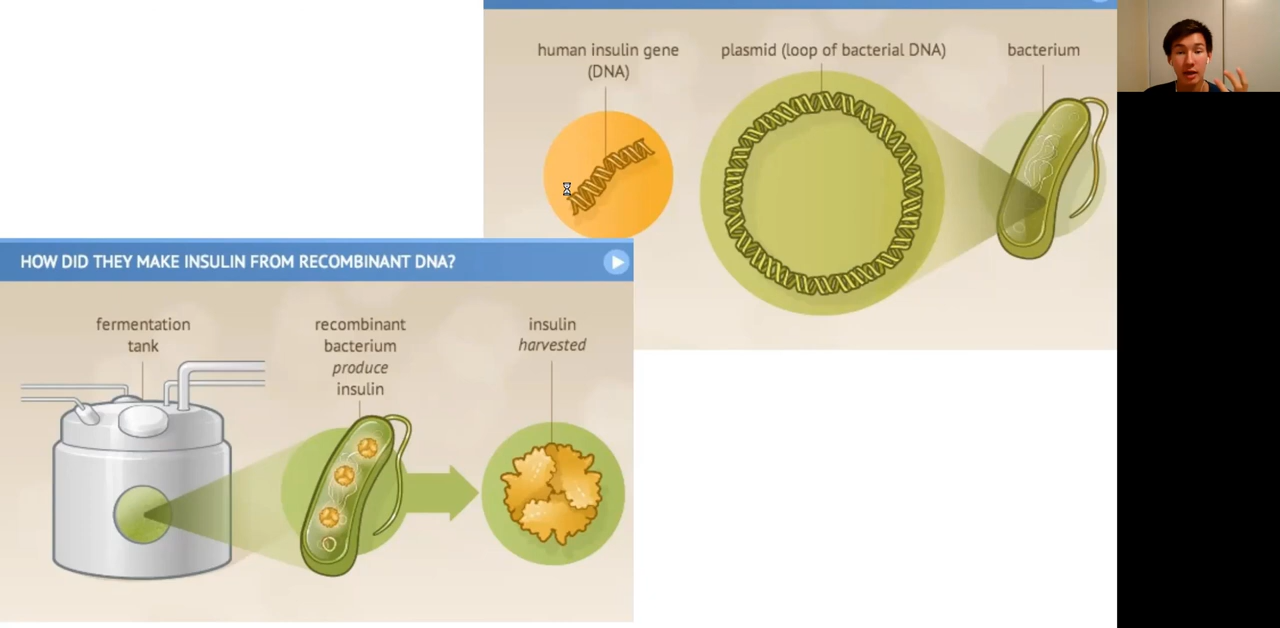 human insulin gene
(DNA)
plasmid (loop of bacterial DNA)
bacterium
HOW DID THEY MAKE INSULIN FROM RECOMBINANT DNA?
fermentation
tank
recombinant
bacterium
produce
insulin
insulin
harvested